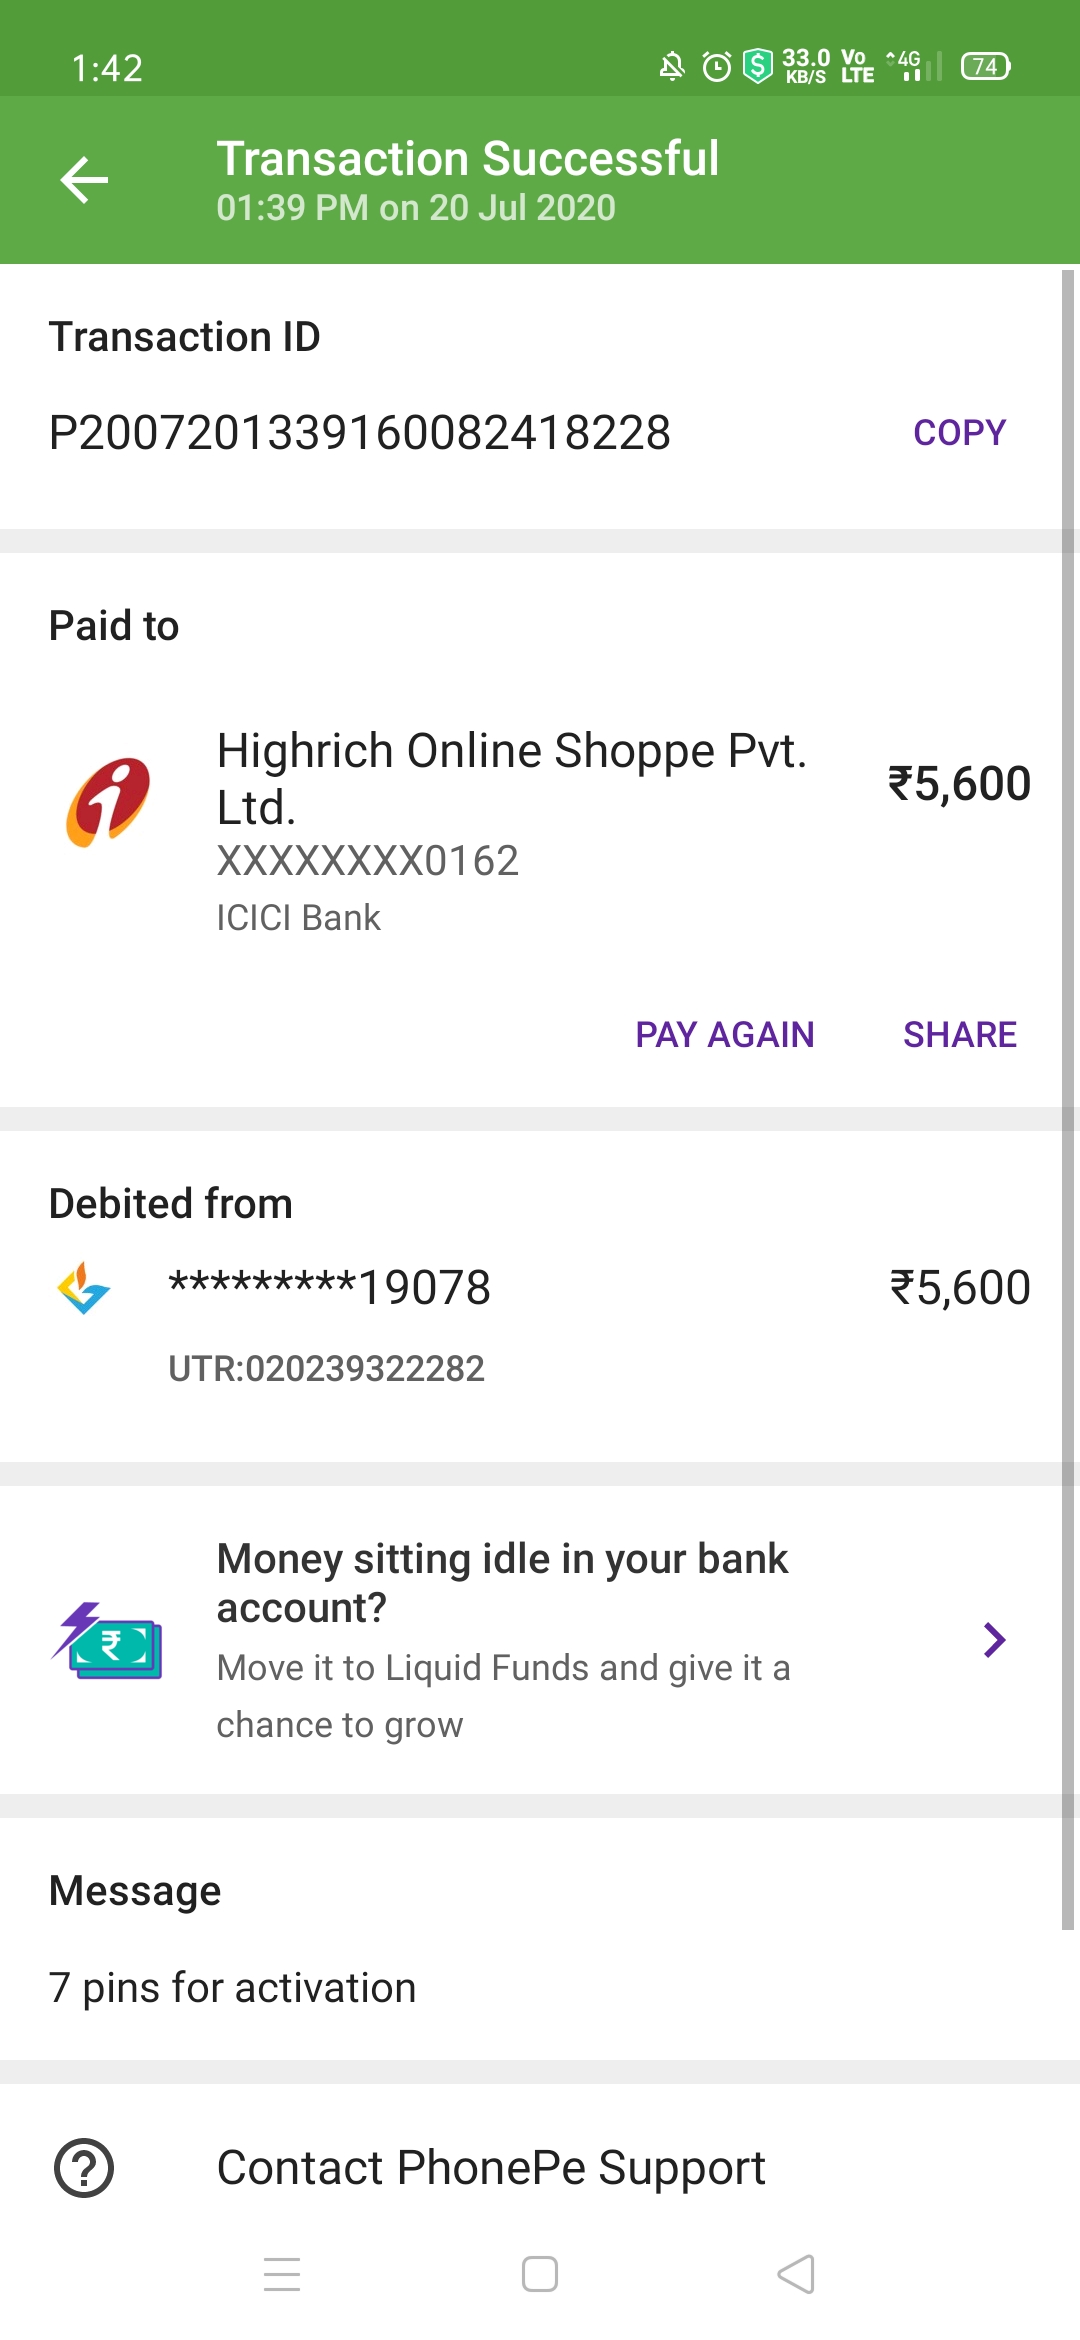 1:42
33.0 KB/S Vo LTE 4G 74
Transaction Successful
01:39 PM on 20 Jul 2020
Transaction ID
P2007201339160082418228 COPY
Paid to
Highrich Online Shoppe Pvt.
Ltd.
₹5,600
XXXXXXXX0162
ICICI Bank
PAY AGAIN SHARE
Debited from
*********19078 ₹5,600
UTR:020239322282
Money sitting idle in your bank
account?
Move it to Liquid Funds and give it a
chance to grow
Message
7 pins for activation
Contact PhonePe Support